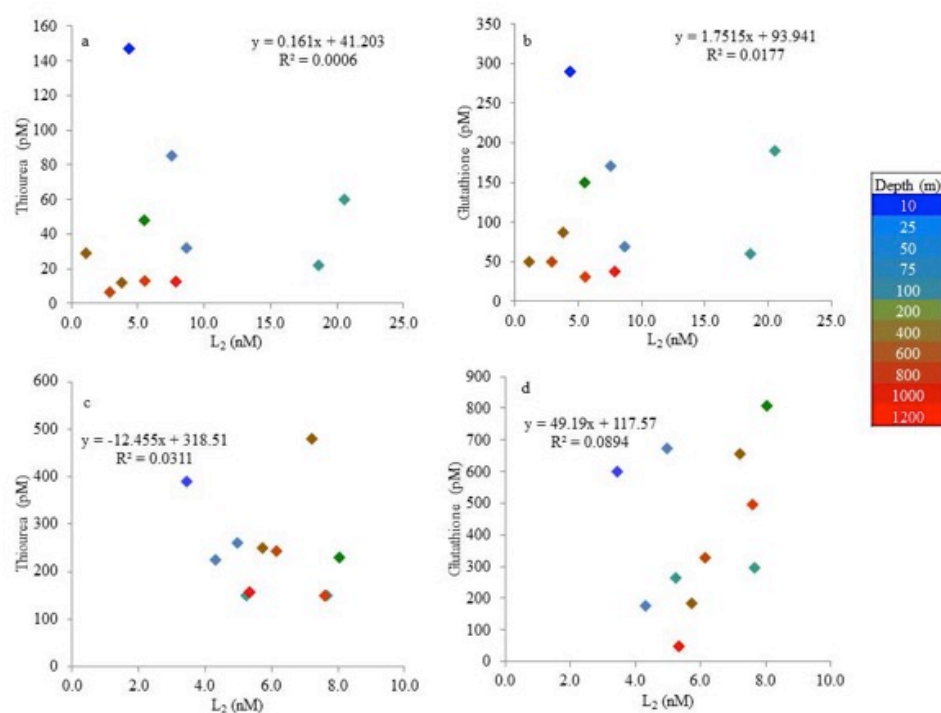 a
y = 0.161x + 41.203
R² = 0.0006
Thiourea (pM)
160
140
120
100
80
60
40
20
0
0.0 5.0 10.0 15.0 20.0 25.0
L₂ (nM)
b
y = 1.7515x + 93.941
R² = 0.0177
Glutathione (pM)
350
300
250
200
150
100
50
0
0.0 5.0 10.0 15.0 20.0 25.0
L₂ (nM)
Depth (m)
10
25
50
75
100
200
400
600
800
1000
1200
c
y = -12.455x + 318.51
R² = 0.0311
Thiourea (pM)
600
500
400
300
200
100
0
0.0 2.0 4.0 6.0 8.0 10.0
L₂ (nM)
d
y = 49.19x + 117.57
R² = 0.0894
Glutathione (pM)
900
800
700
600
500
400
300
200
100
0
0.0 2.0 4.0 6.0 8.0 10.0
L₂ (nM)